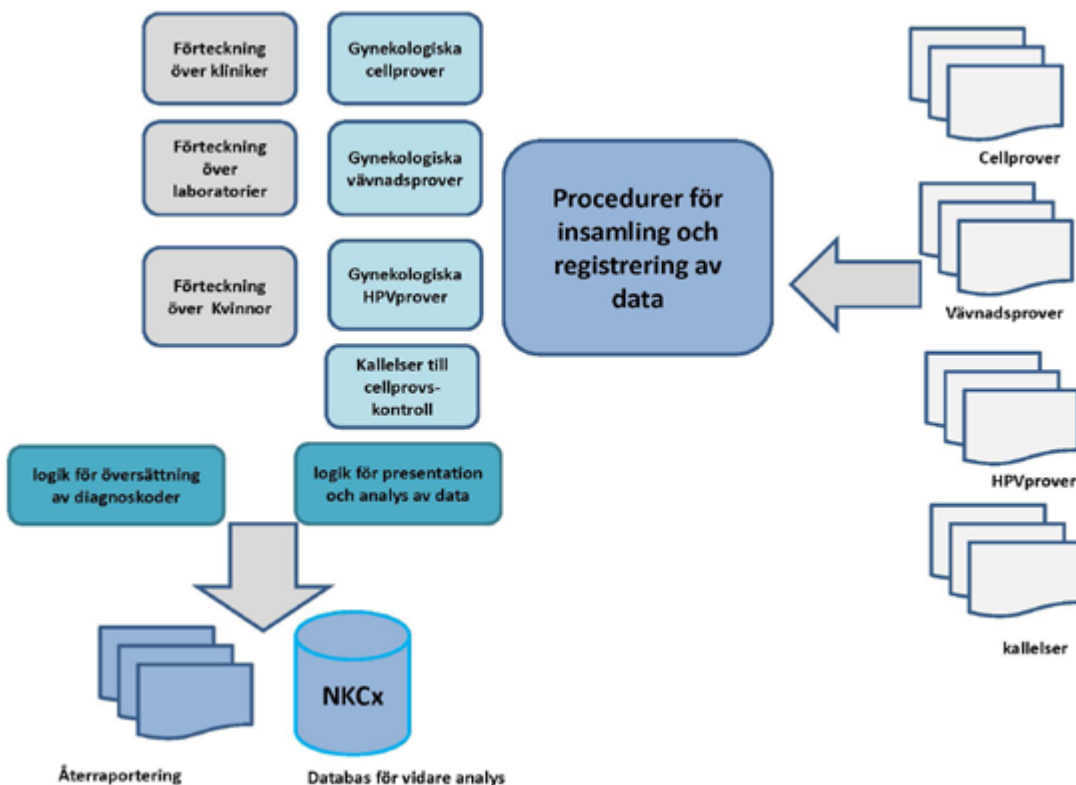 Förteckning
över kliniker
Gynekologiska
cellprover
Förteckning
över
laboratorier
Gynekologiska
vävnadsprover
Förteckning
över Kvinnor
Gynekologiska
HPVprover
Kallelser till
cellprovs-
kontroll
logik för översättning
av diagnoskoder
logik för presentation
och analys av data
Procedurer för
insamling och
registrering av
data
Cellprover
Vävnadsprover
HPVprover
kallelser
NKCx
Återraportering
Databas för vidare analys